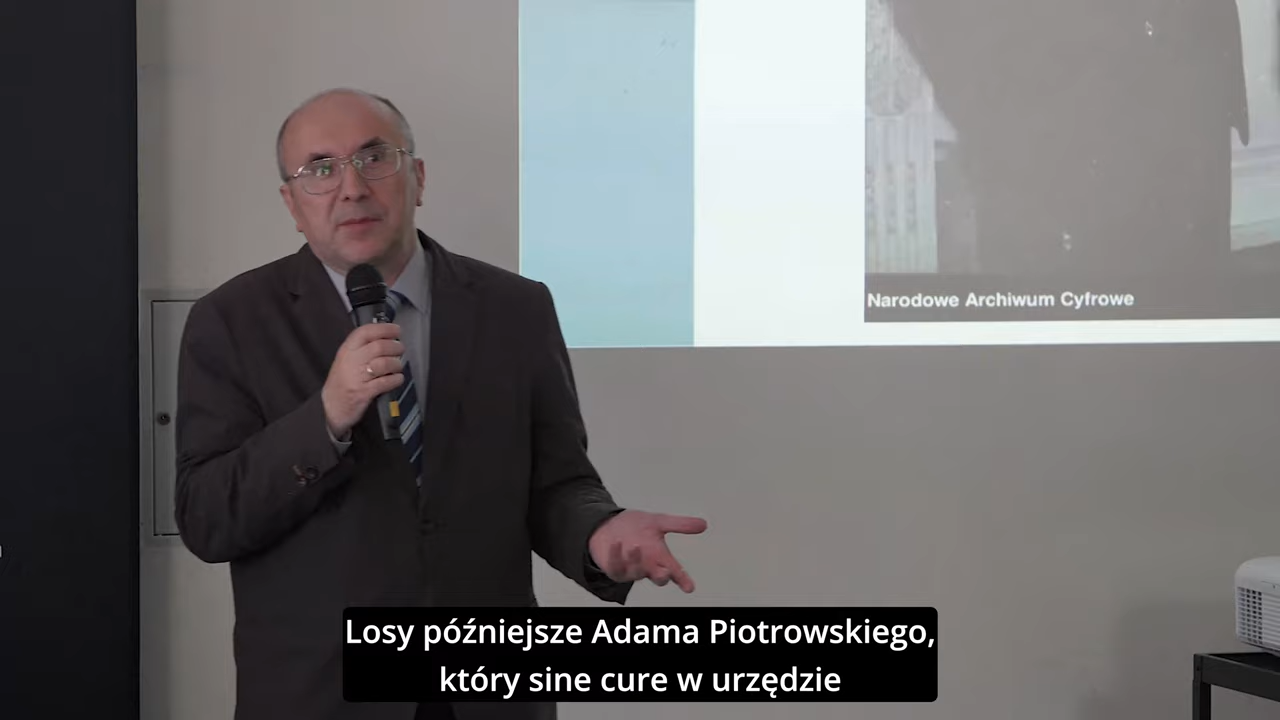 Narodowe Archiwum Cyfrowe
Losy późniejsze Adama Piotrowskiego,
który sine cure w urzędzie